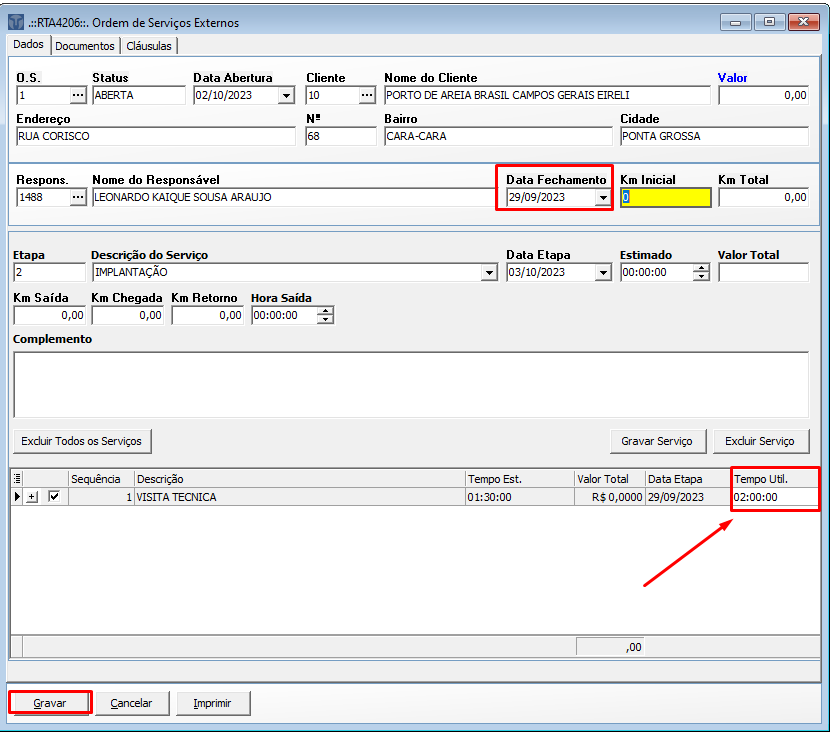 .::RTA4206::. Ordem de Serviços Externos
Dados Documentos Cláusulas
O.S. Status Data Abertura Cliente Nome do Cliente Valor
1 ... ABERTA 02/10/2023 10 ... PORTO DE AREIA BRASIL CAMPOS GERAIS EIRELI 0,00
Endereço Nº Bairro Cidade
RUA CORISCO 68 CARA-CARA PONTA GROSSA
Respons. Nome do Responsável Data Fechamento Km Inicial Km Total
1488 ... LEONARDO KAIQUE SOUSA ARAUJO 29/09/2023 0 0,00
Etapa Descrição do Serviço Data Etapa Estimado Valor Total
2 IMPLANTAÇÃO 03/10/2023 00:00:00
Km Saída Km Chegada Km Retorno Hora Saída
0,00 0,00 0,00 00:00:00
Complemento
Excluir Todos os Serviços Gravar Serviço Excluir Serviço
Sequência Descrição Tempo Est. Valor Total Data Etapa Tempo Util.
1 VISITA TECNICA 01:30:00 R$ 0,0000 29/09/2023 02:00:00
,00
Gravar Cancelar Imprimir